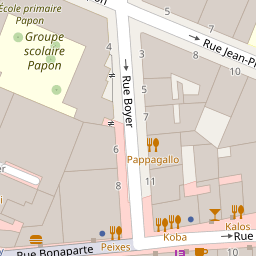 École primaire
Papon
Groupe
scolaire
Papon
Rue Jean-P
Rue Boyer
3
4
5
7
6
8
11
Pappagallo
Rue Bonaparte
Peixes
Koba
Kalos
Rue
10